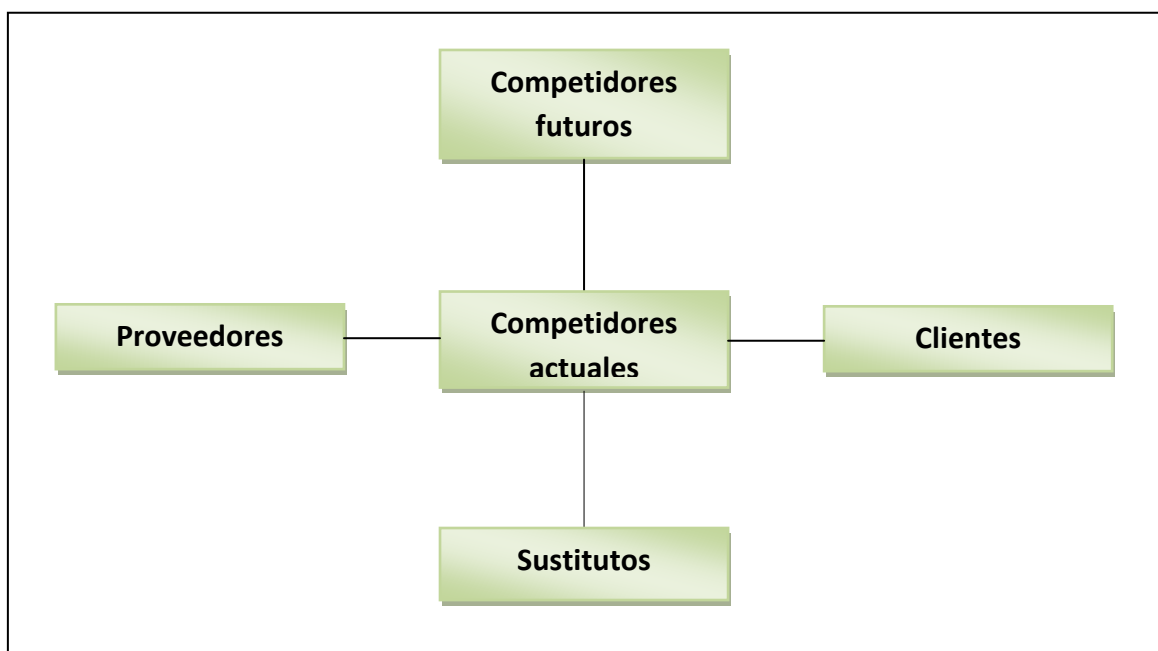 Competidores
futuros
Proveedores
Competidores
actuales
Clientes
Sustitutos